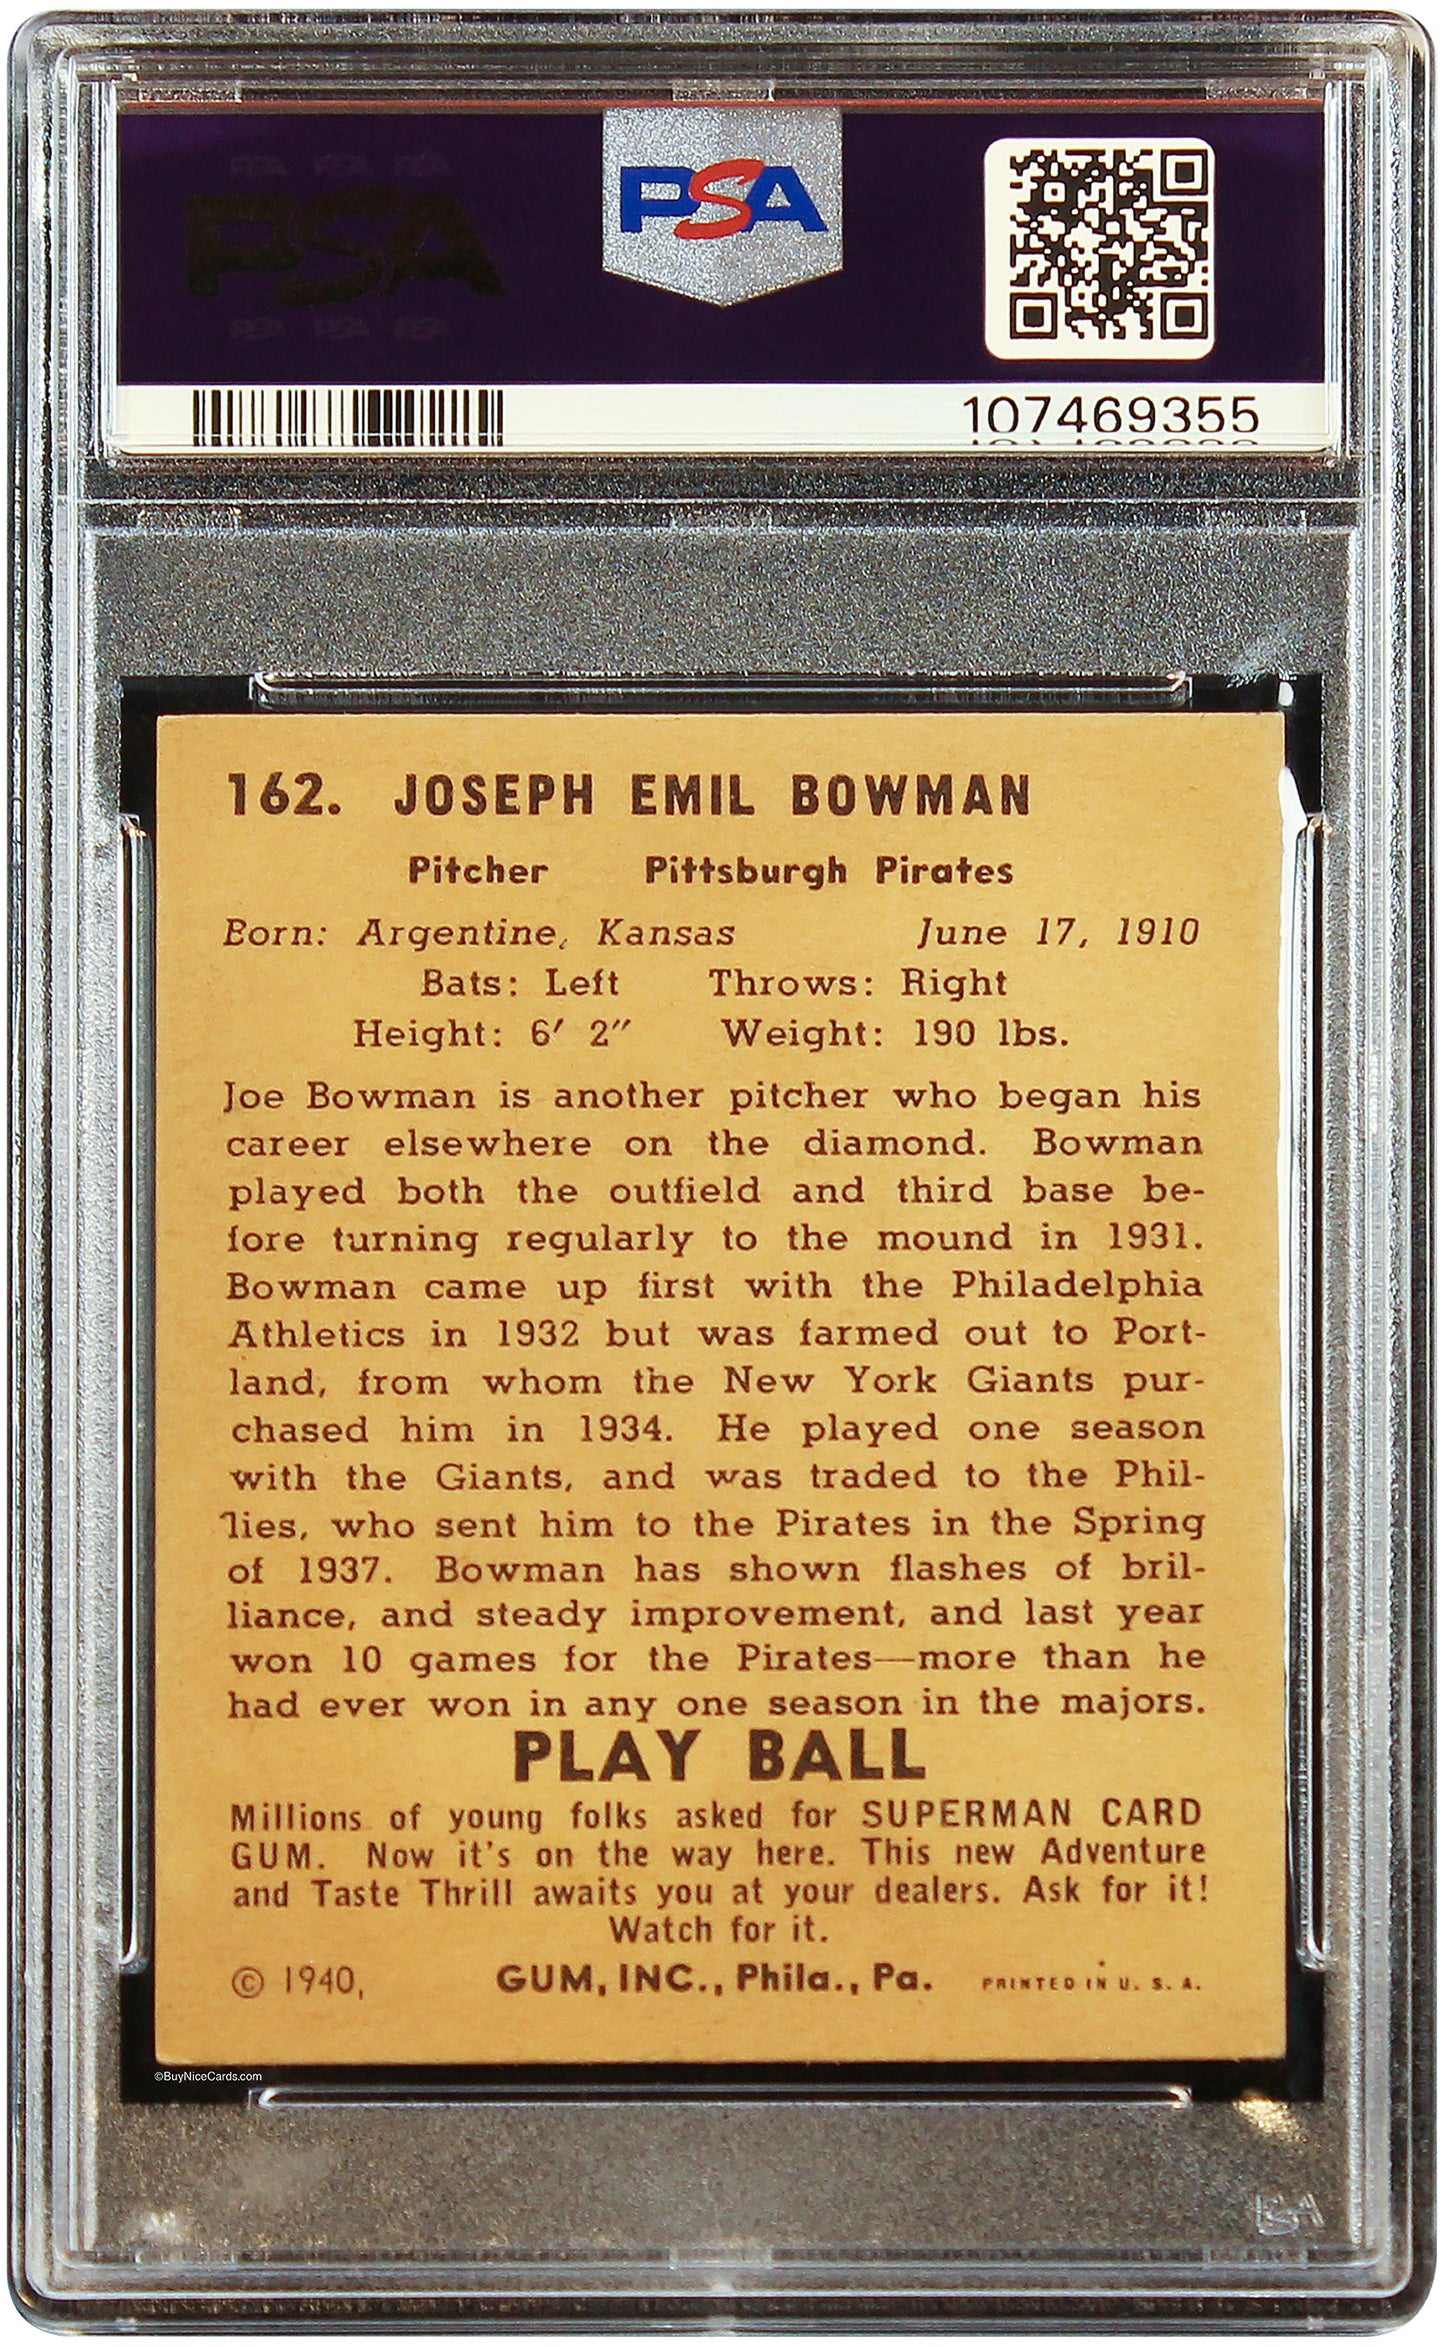 PSA
107469355
162. JOSEPH EMIL BOWMAN
Pitcher Pittsburgh Pirates
Born: Argentine, Kansas June 17, 1910
Bats: Left Throws: Right
Height: 6′ 2″ Weight: 190 lbs.
Joe Bowman is another pitcher who began his
career elsewhere on the diamond. Bowman
played both the outfield and third base be-
fore turning regularly to the mound in 1931.
Bowman came up first with the Philadelphia
Athletics in 1932 but was farmed out to Port-
land, from whom the New York Giants pur-
chased him in 1934. He played one season
with the Giants, and was traded to the Phil-
lies, who sent him to the Pirates in the Spring
of 1937. Bowman has shown flashes of bril-
liance, and steady improvement, and last year
won 10 games for the Pirates—more than he
had ever won in any one season in the majors.
PLAY BALL
Millions of young folks asked for SUPERMAN CARD
GUM. Now it's on the way here. This new Adventure
and Taste Thrill awaits you at your dealers. Ask for it!
Watch for it.
© 1940, GUM, INC., Phila., Pa. PRINTED IN U. S. A.
©BuyNiceCards.com
PSA